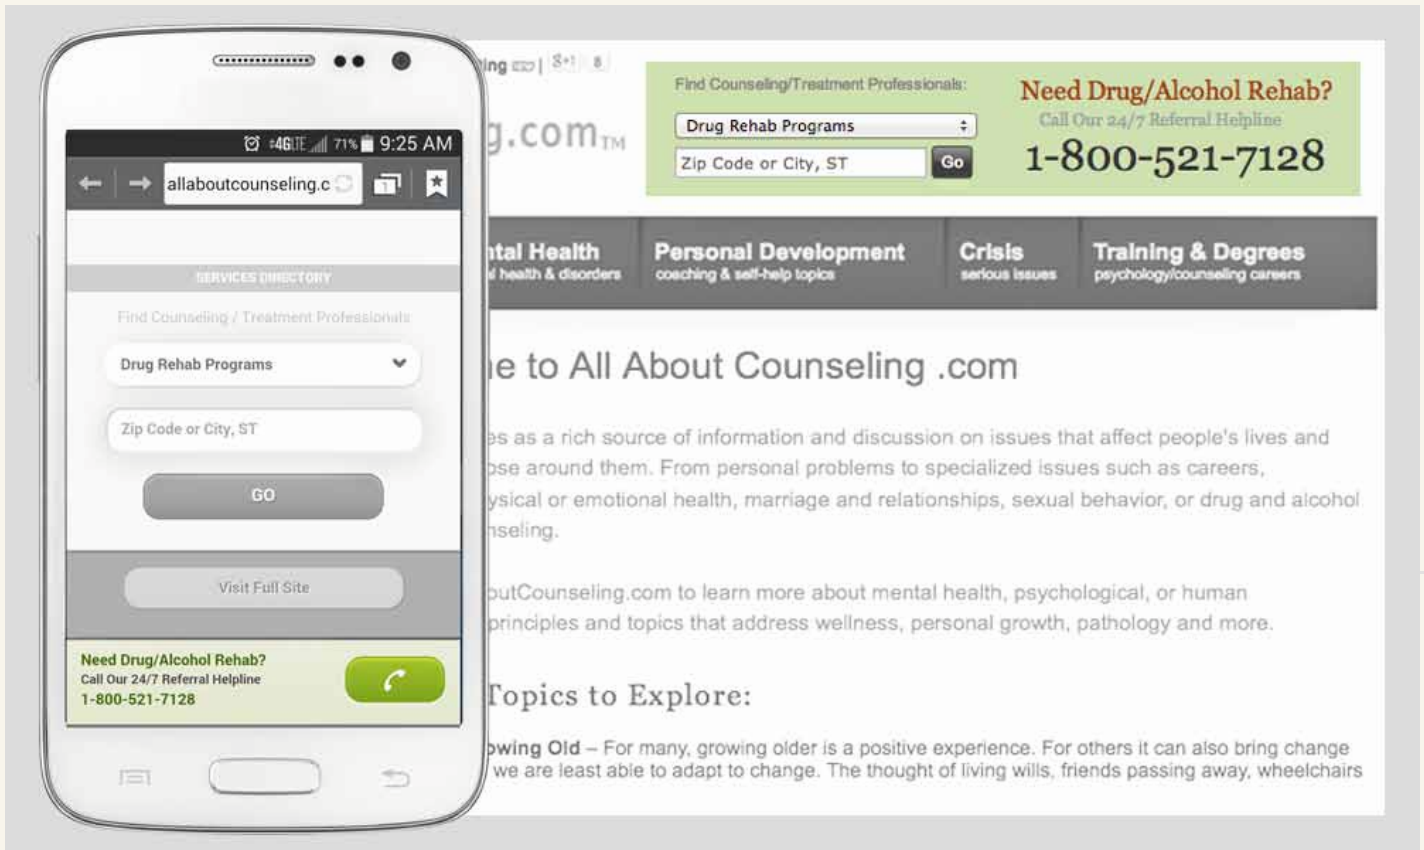 4G LTE 71% 9:25 AM
allaboutcounseling.c
1
SERVICES DIRECTORY
Find Counseling / Treatment Professionals
Drug Rehab Programs
Zip Code or City, ST
GO
Visit Full Site
Need Drug/Alcohol Rehab?
Call Our 24/7 Referral Helpline
1-800-521-7128
ing | g+1 8
g.com TM
Find Counseling/Treatment Professionals:
Drug Rehab Programs
Zip Code or City, ST Go
Need Drug/Alcohol Rehab?
Call Our 24/7 Referral Helpline
1-800-521-7128
ntal Health
l health & disorders
Personal Development
coaching & self-help topics
Crisis
serious issues
Training & Degrees
psychology/counseling careers
e to All About Counseling .com
es as a rich source of information and discussion on issues that affect people's lives and
ose around them. From personal problems to specialized issues such as careers,
ysical or emotional health, marriage and relationships, sexual behavior, or drug and alcohol
nseling.
outCounseling.com to learn more about mental health, psychological, or human
principles and topics that address wellness, personal growth, pathology and more.
Topics to Explore:
owing Old – For many, growing older is a positive experience. For others it can also bring change
we are least able to adapt to change. The thought of living wills, friends passing away, wheelchairs